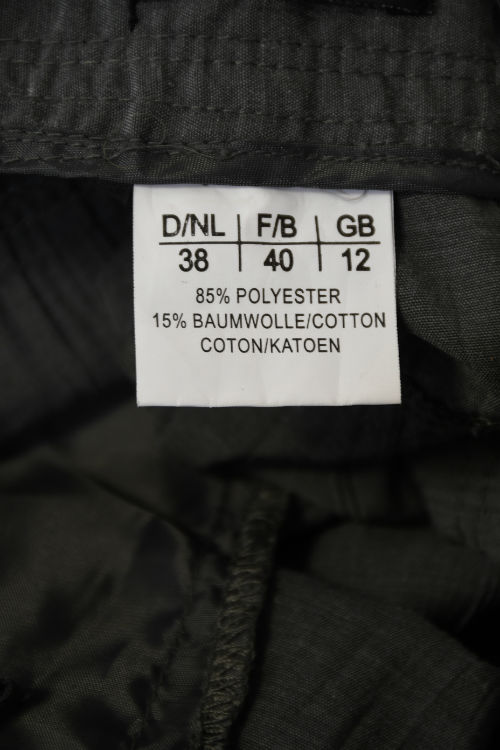 D/NL F/B GB
38 40 12
85% POLYESTER
15% BAUMWOLLE/COTTON
COTON/KATOEN